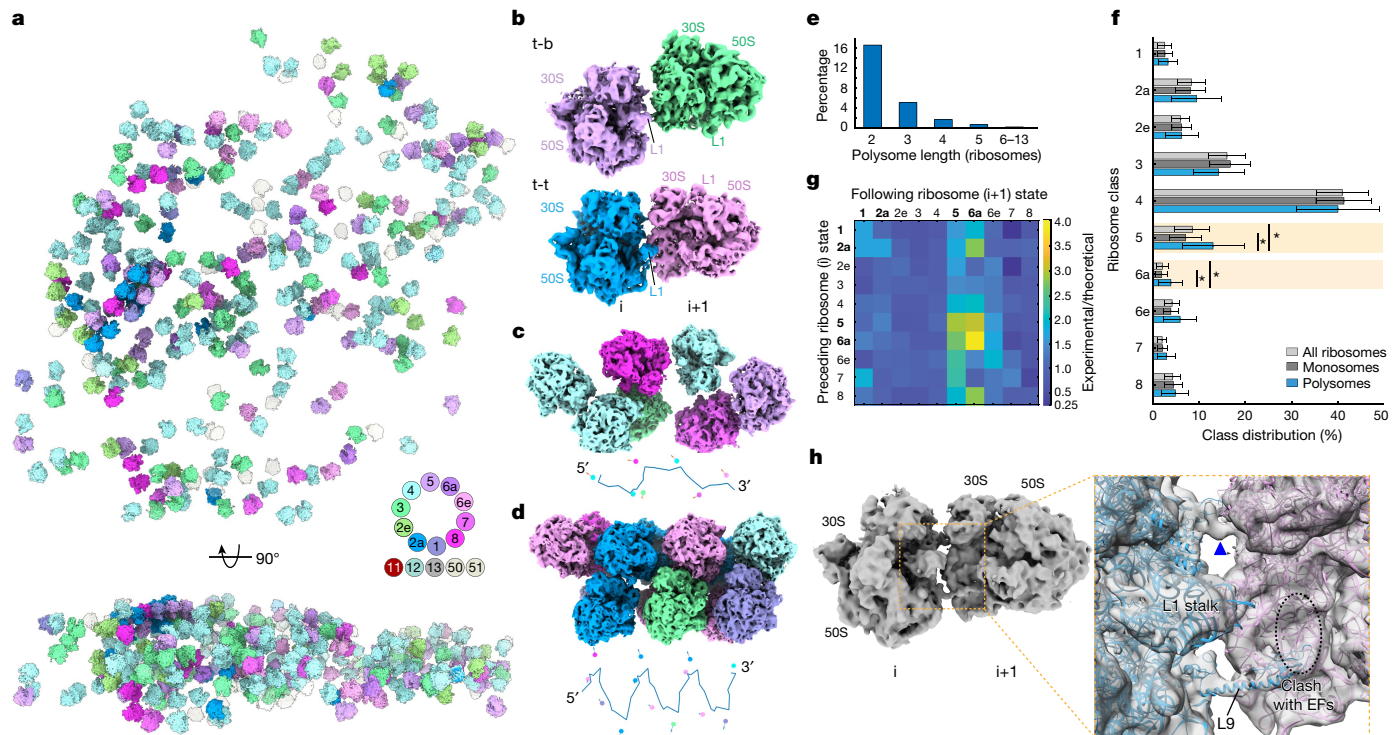 a
4
5
6a
6e
3
7
2e
8
2a
1
90°
11
12
13
50
51
b
t-b
30S
50S
30S
50S
L1
L1
t-t
30S
L1
50S
30S
50S
L1
i
i+1
c
5′
3′
d
5′
3′
e
Percentage
16
12
8
4
0
2
3
4
5
6–13
Polysome length (ribosomes)
g
Following ribosome (i+1) state
1 2a 2e 3 4 5 6a 6e 7 8
Preceding ribosome (i) state
1
2a
2e
3
4
5
6a
6e
7
8
4.0
3.5
3.0
2.5
2.0
1.5
1.0
0.25
Experimental/theoretical
f
Ribosome class
1
2a
2e
3
4
5
6a
6e
7
8
*
*
*
*
All ribosomes
Monosomes
Polysomes
0 10 20 30 40 50
Class distribution (%)
h
30S
50S
30S
50S
i
i+1
L1 stalk
Clash
with EFs
L9